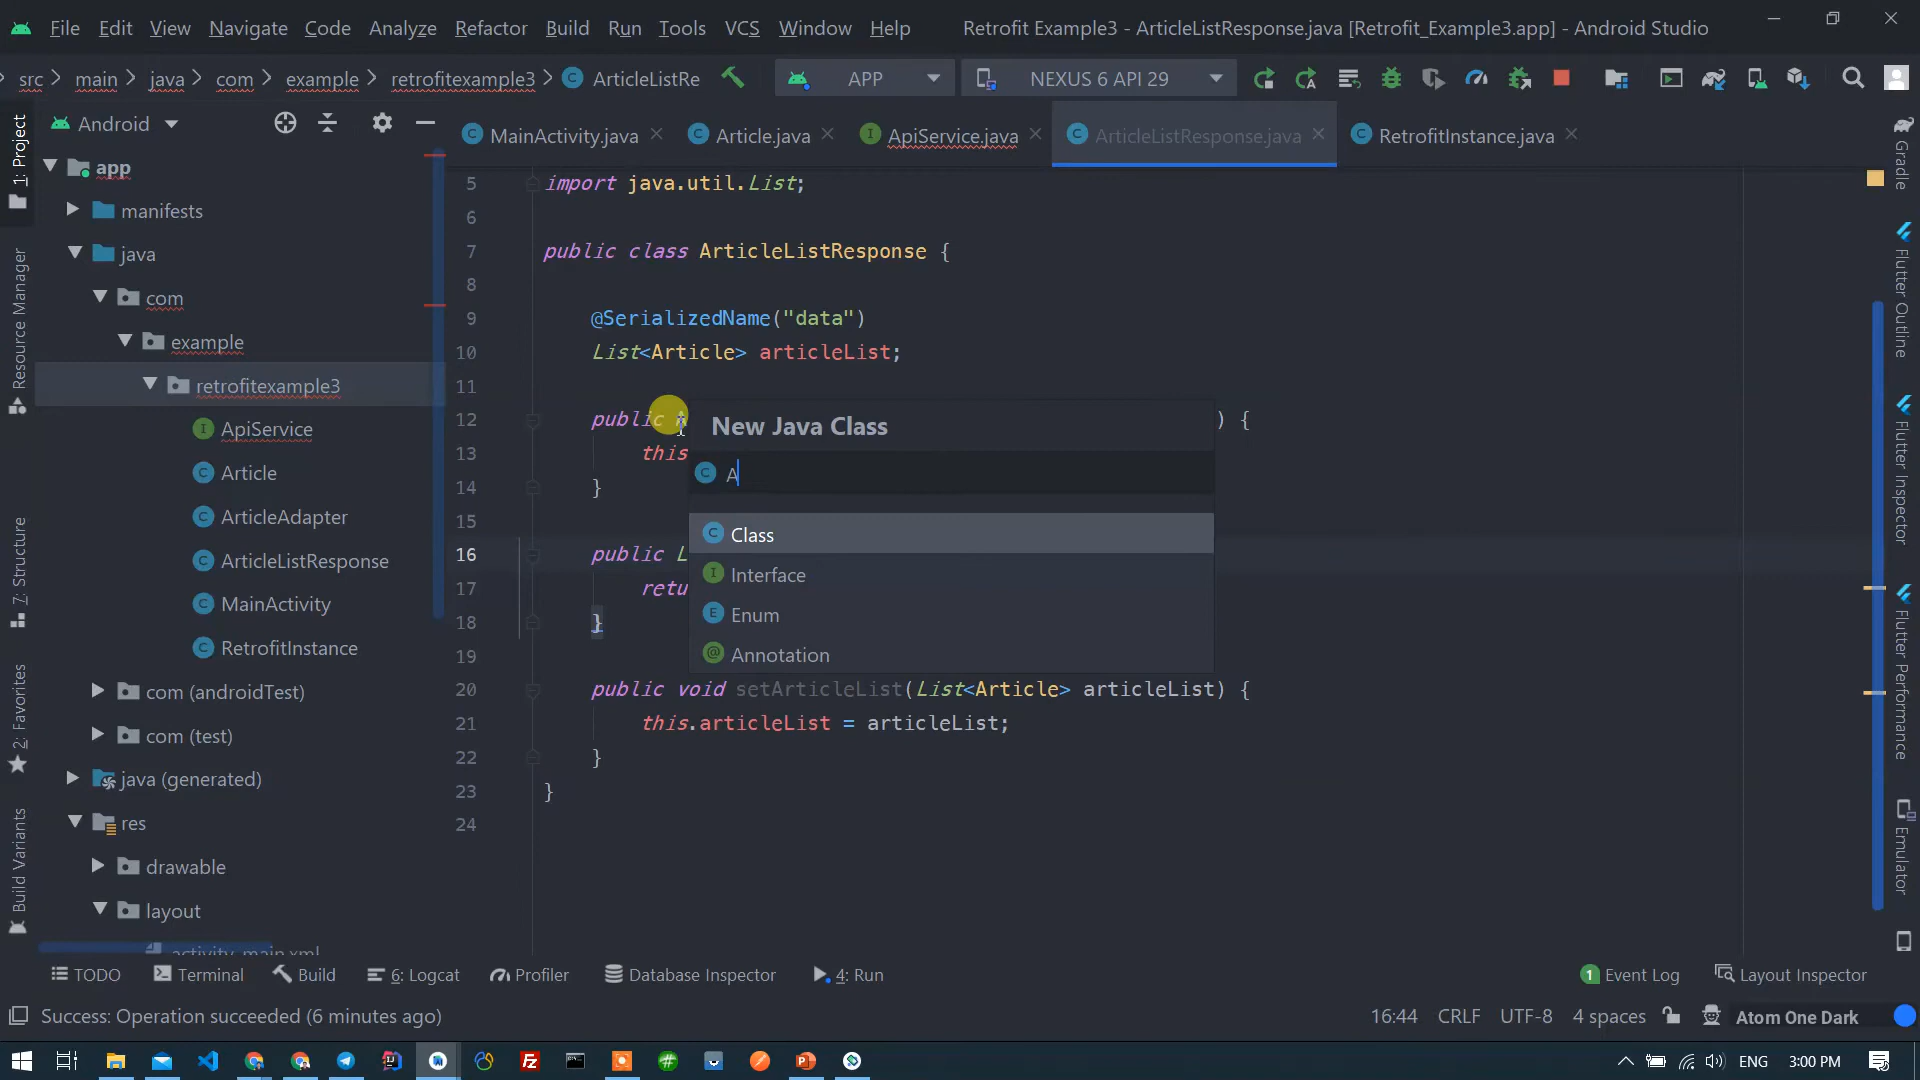 File Edit View Navigate Code Analyze Refactor Build Run Tools VCS Window Help Retrofit Example3 - ArticleListResponse.java [Retrofit_Example3.app] - Android Studio
src main java com example retrofitexample3 ArticleListRe APP NEXUS 6 API 29
Android MainActivity.java Article.java ApiService.java ArticleListResponse.java RetrofitInstance.java
1: Project
Resource Manager
7: Structure
2: Favorites
Build Variants
app
manifests
java
com
example
retrofitexample3
ApiService
Article
ArticleAdapter
ArticleListResponse
MainActivity
RetrofitInstance
com (androidTest)
com (test)
java (generated)
res
drawable
layout
activity_main.xml
5 import java.util.List;
6
7 public class ArticleListResponse {
8
9 @SerializedName("data")
10 List<Article> articleList;
11
12 public A ) {
13 this
14 }
15
16 public L
17 retu
18 }
19
20 public void setArticleList(List<Article> articleList) {
21 this.articleList = articleList;
22 }
23 }
24
New Java Class
A
Class
Interface
Enum
Annotation
Gradle
Flutter Outline
Flutter Inspector
Flutter Performance
Emulator
TODO Terminal Build 6: Logcat Profiler Database Inspector 4: Run 1 Event Log Layout Inspector
Success: Operation succeeded (6 minutes ago) 16:44 CRLF UTF-8 4 spaces Atom One Dark
ENG 3:00 PM